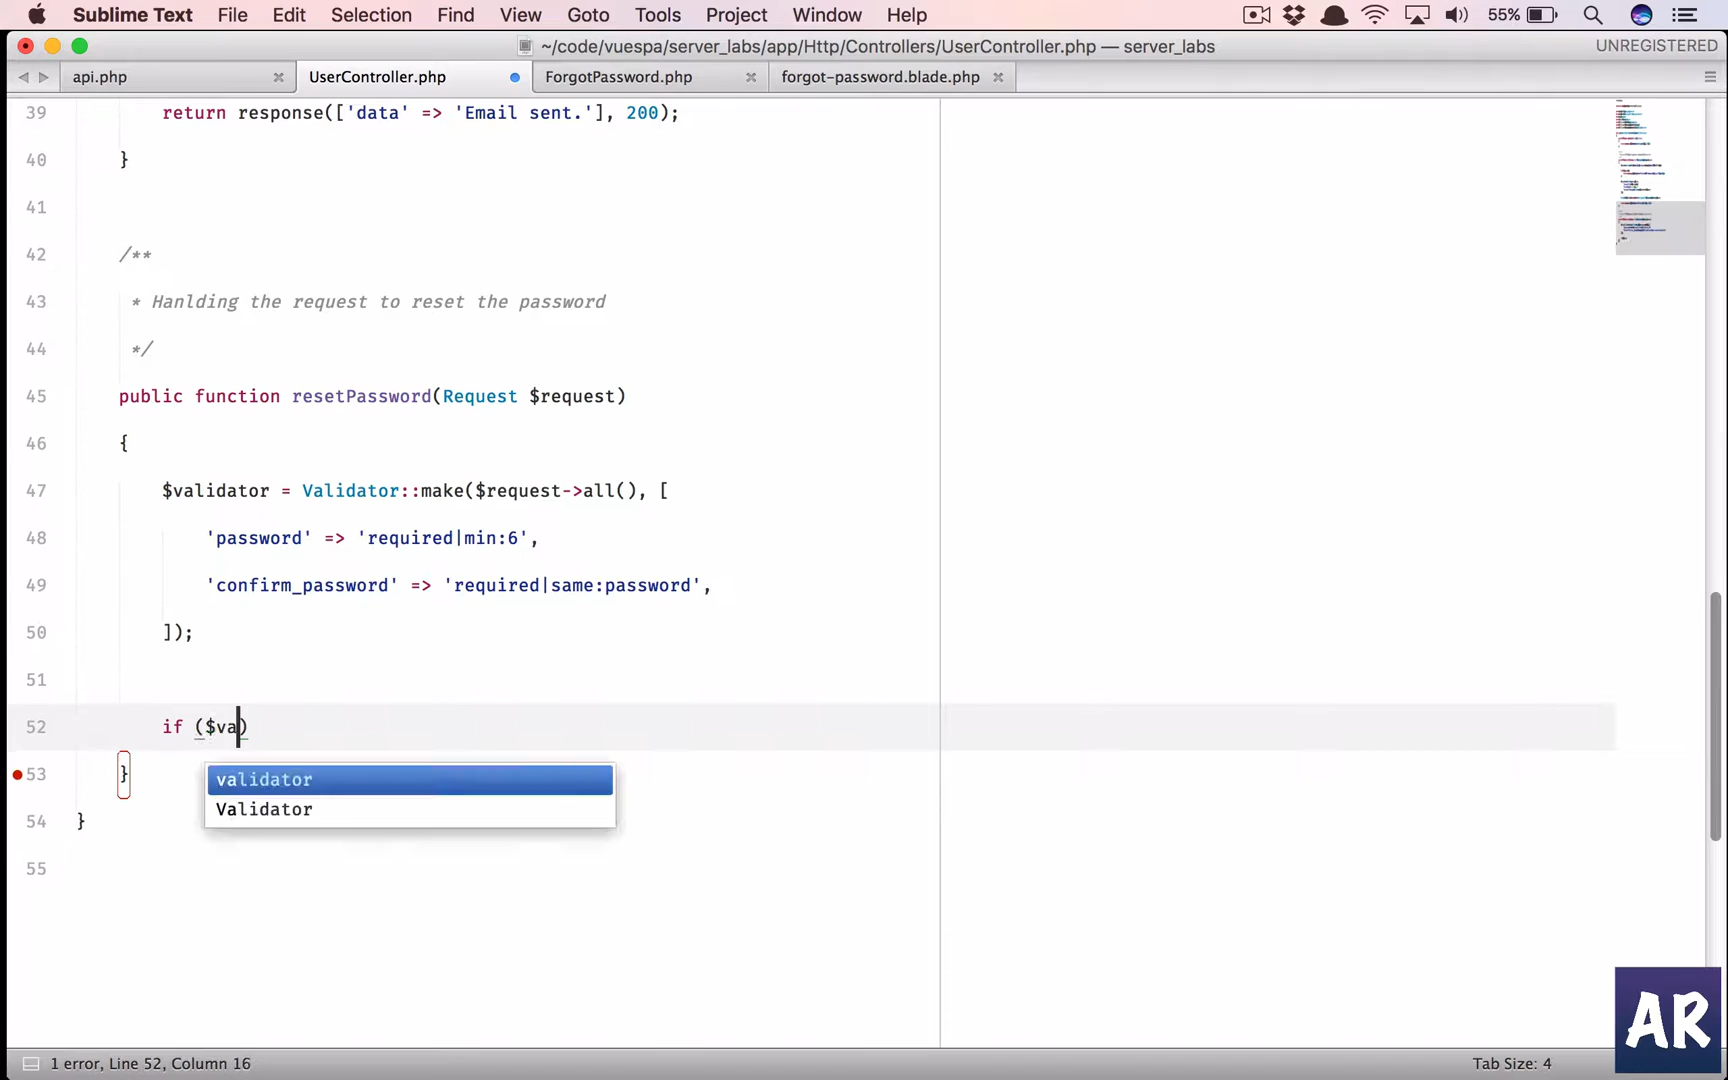 Sublime Text File Edit Selection Find View Goto Tools Project Window Help 55%
~/code/vuespa/server_labs/app/Http/Controllers/UserController.php — server_labs UNREGISTERED
api.php UserController.php ForgotPassword.php forgot-password.blade.php
39 return response(['data' => 'Email sent.'], 200);
40 }
41
42 /**
43 * Hanlding the request to reset the password
44 */
45 public function resetPassword(Request $request)
46 {
47 $validator = Validator::make($request->all(), [
48 'password' => 'required|min:6',
49 'confirm_password' => 'required|same:password',
50 ]);
51
52 if ($va)
53 }
validator
Validator
54 }
55
AR
1 error, Line 52, Column 16 Tab Size: 4